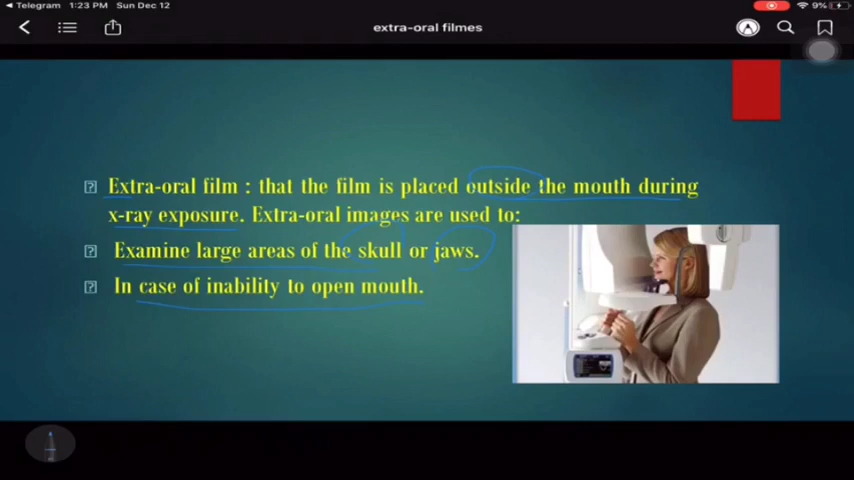 Telegram 1:23 PM Sun Dec 12 9%
extra-oral filmes
Extra-oral film : that the film is placed outside the mouth during
x-ray exposure. Extra-oral images are used to:
Examine large areas of the skull or jaws.
In case of inability to open mouth.